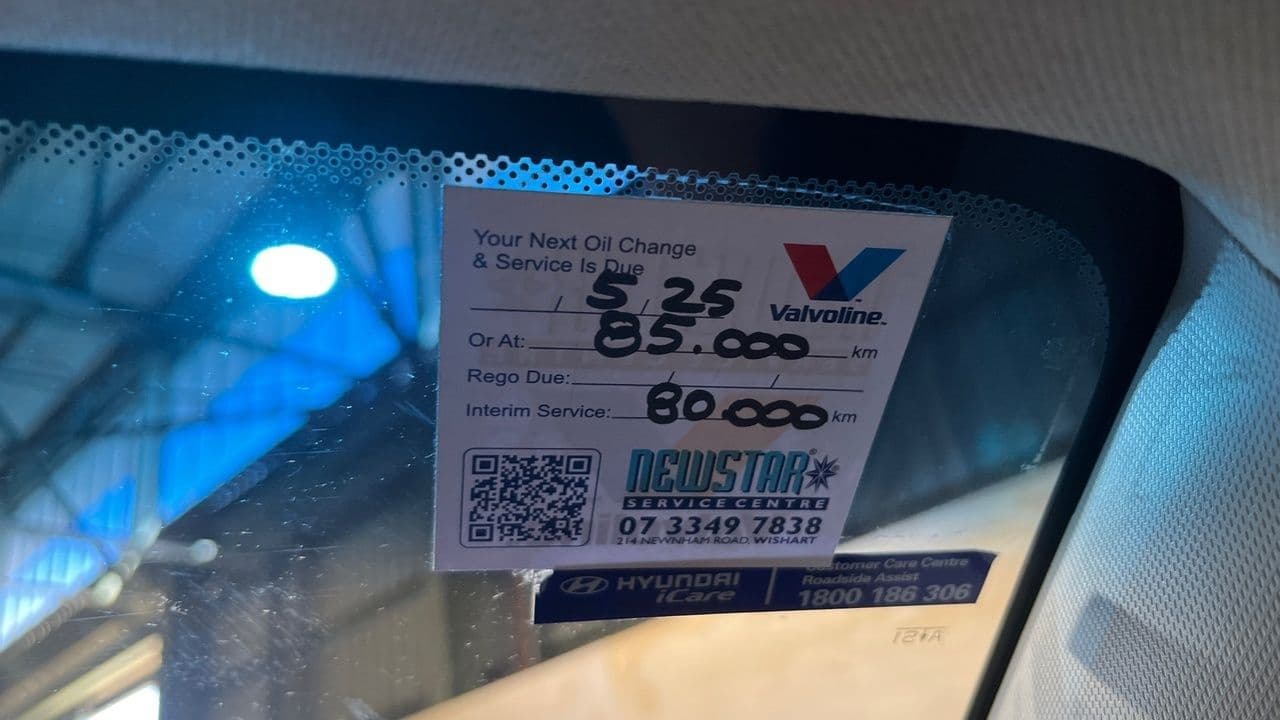 Your Next Oil Change
& Service Is Due
/ 5 / 25
Valvoline™
Or At: 85.000 km
Rego Due: / /
Interim Service: 80.000 km
NEWSTAR®
SERVICE CENTRE
07 3349 7838
214 NEWNHAM ROAD, WISHART
HYUNDAI
iCare
Customer Care Centre
Roadside Assist
1800 186 306